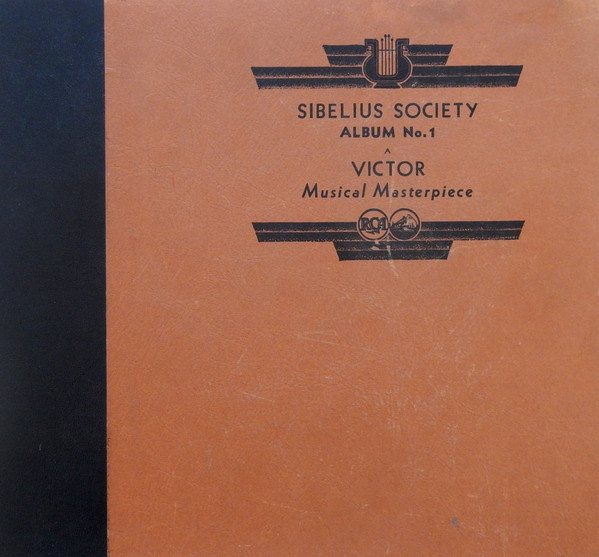 SIBELIUS SOCIETY
ALBUM No. 1
A
VICTOR
Musical Masterpiece
RCA